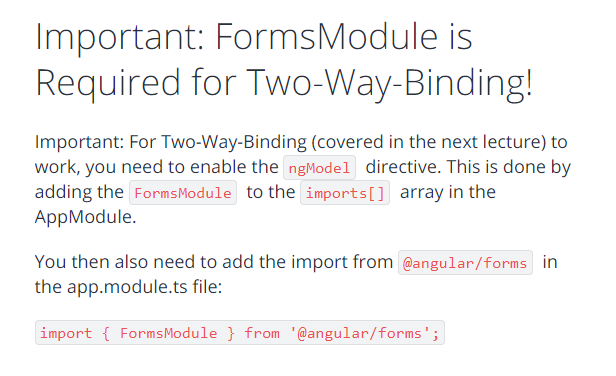 Important: FormsModule is
Required for Two-Way-Binding!
Important: For Two-Way-Binding (covered in the next lecture) to
work, you need to enable the ngModel directive. This is done by
adding the FormsModule to the imports[] array in the
AppModule.
You then also need to add the import from @angular/forms in
the app.module.ts file:
import { FormsModule } from '@angular/forms';